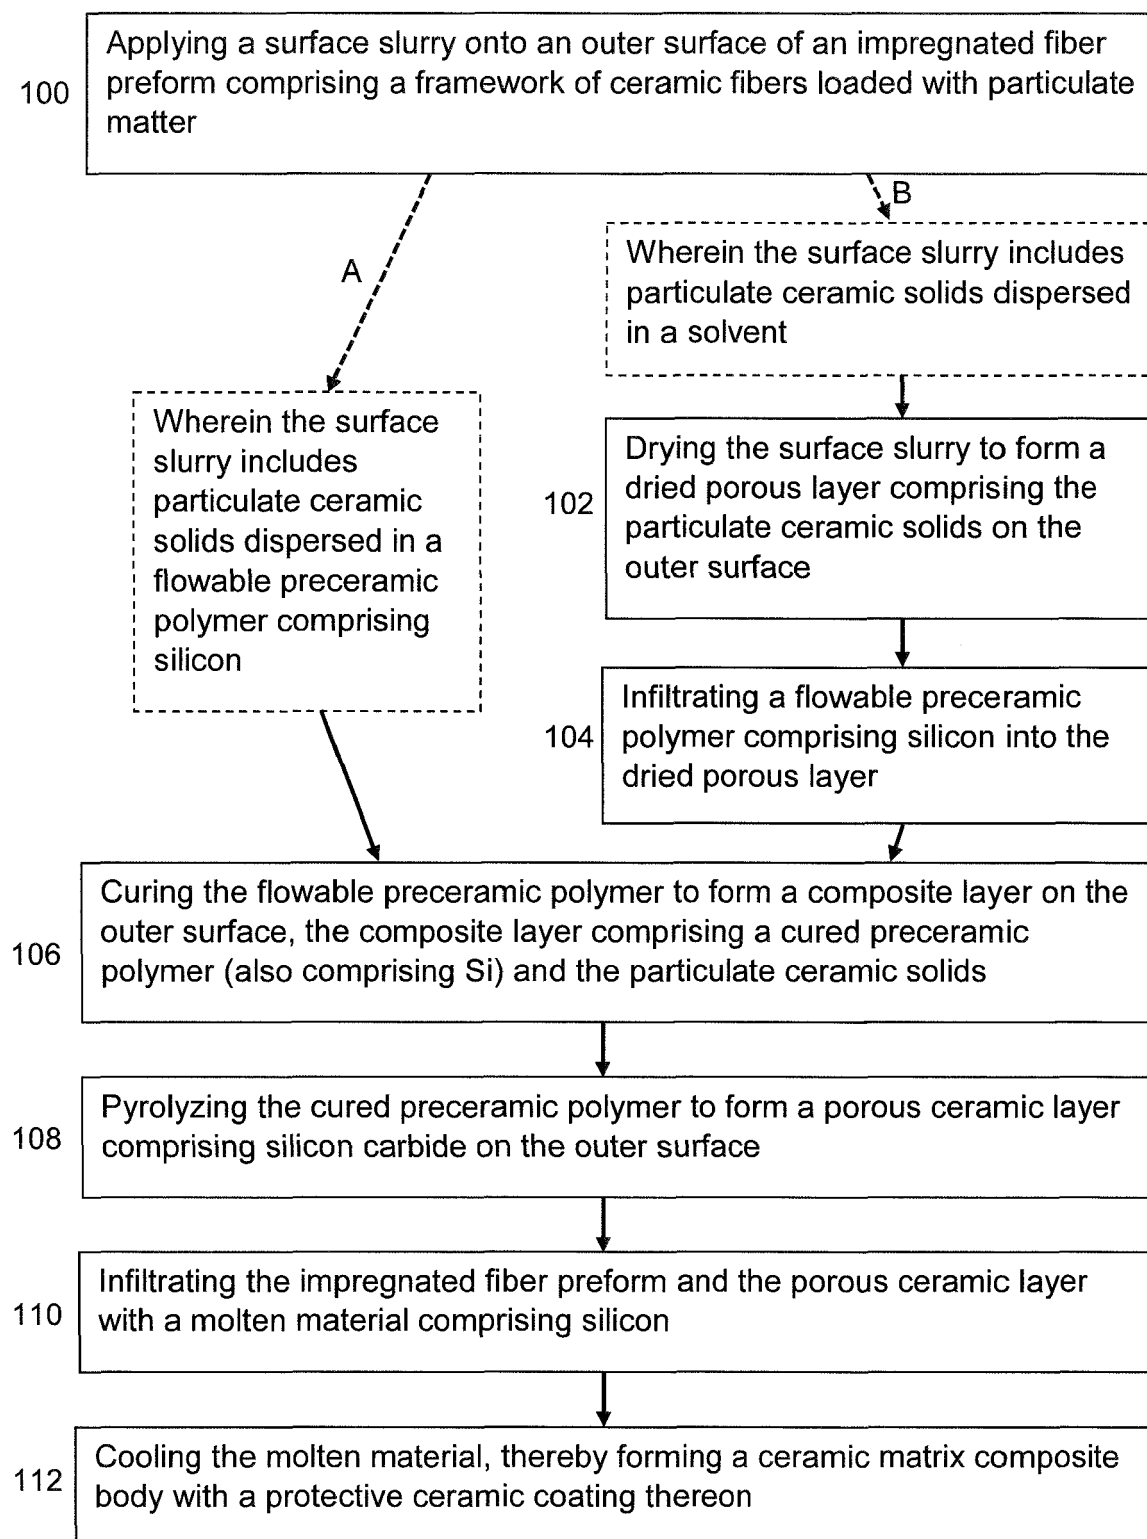 100
Applying a surface slurry onto an outer surface of an impregnated fiber
preform comprising a framework of ceramic fibers loaded with particulate
matter
A
B
Wherein the surface slurry includes
particulate ceramic solids dispersed
in a solvent
Wherein the surface
slurry includes
particulate ceramic
solids dispersed in a
flowable preceramic
polymer comprising
silicon
102
Drying the surface slurry to form a
dried porous layer comprising the
particulate ceramic solids on the
outer surface
104
Infiltrating a flowable preceramic
polymer comprising silicon into the
dried porous layer
106
Curing the flowable preceramic polymer to form a composite layer on the
outer surface, the composite layer comprising a cured preceramic
polymer (also comprising Si) and the particulate ceramic solids
108
Pyrolyzing the cured preceramic polymer to form a porous ceramic layer
comprising silicon carbide on the outer surface
110
Infiltrating the impregnated fiber preform and the porous ceramic layer
with a molten material comprising silicon
112
Cooling the molten material, thereby forming a ceramic matrix composite
body with a protective ceramic coating thereon